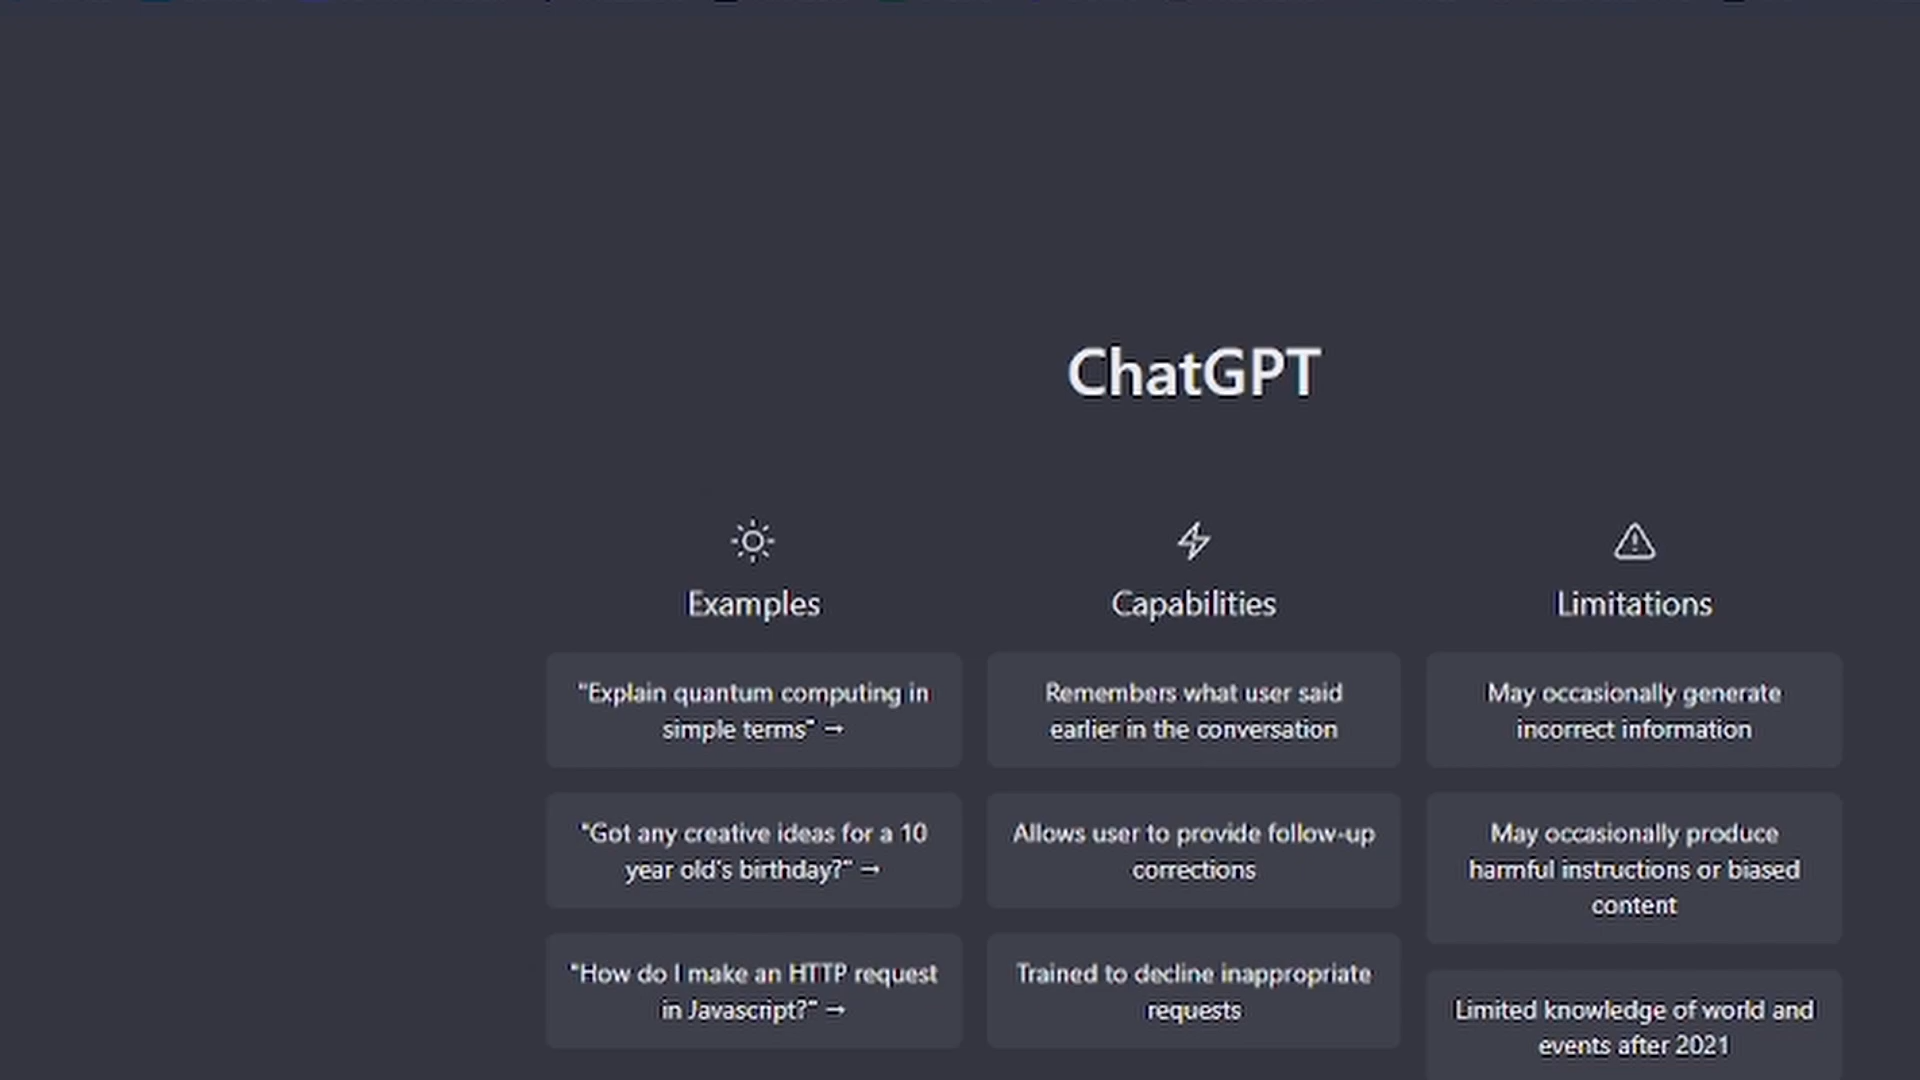 ChatGPT
Examples
"Explain quantum computing in
simple terms" →
"Got any creative ideas for a 10
year old's birthday?" →
"How do I make an HTTP request
in Javascript?" →
Capabilities
Remembers what user said
earlier in the conversation
Allows user to provide follow-up
corrections
Trained to decline inappropriate
requests
Limitations
May occasionally generate
incorrect information
May occasionally produce
harmful instructions or biased
content
Limited knowledge of world and
events after 2021